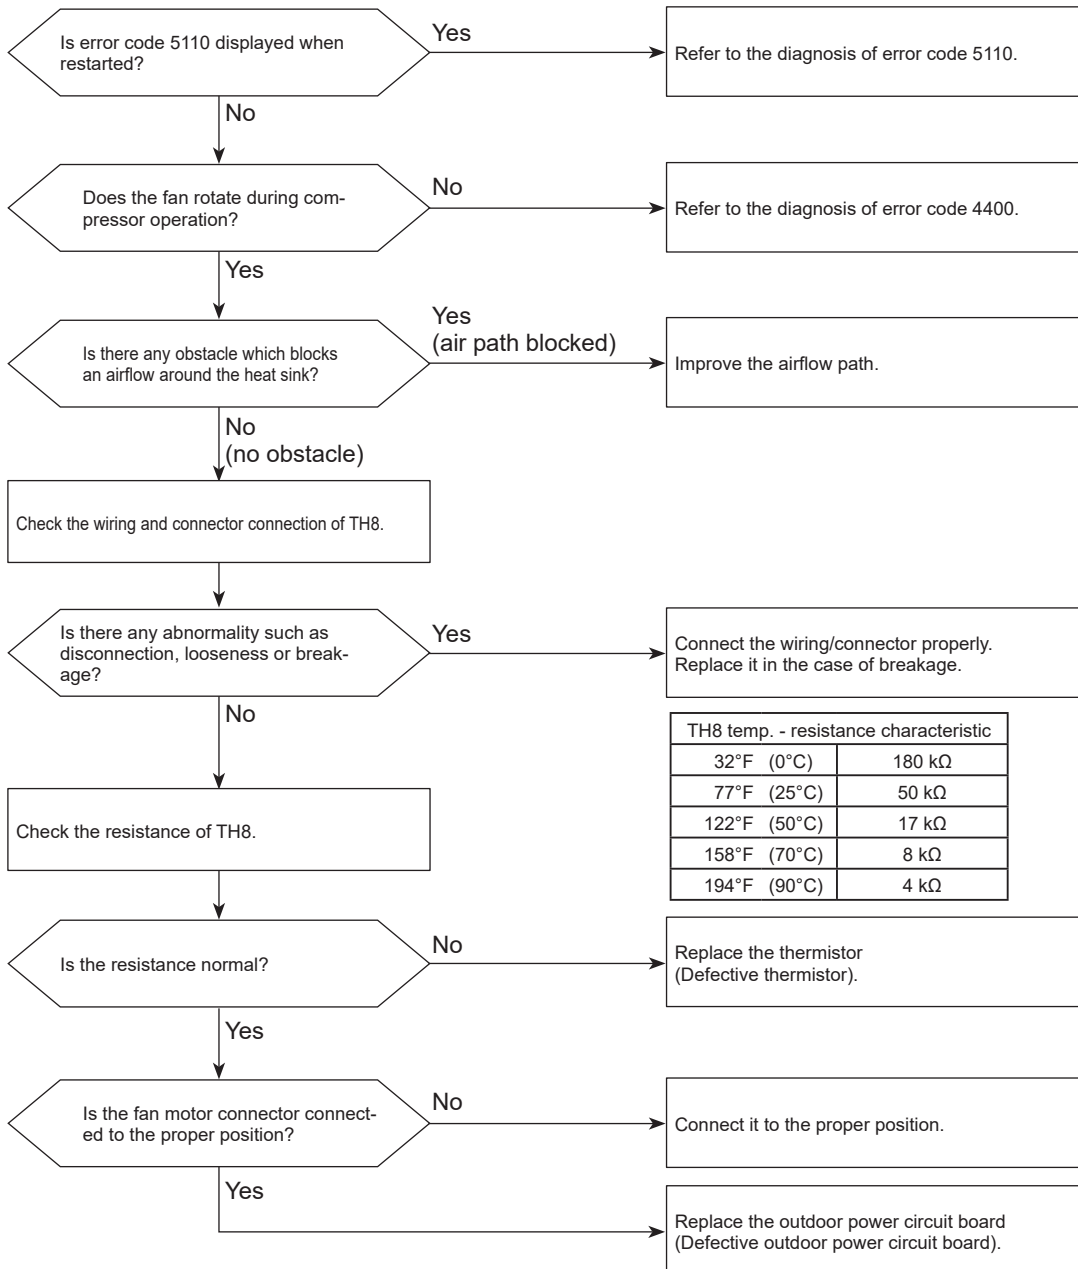 Is error code 5110 displayed when
restarted?
Yes
Refer to the diagnosis of error code 5110.
No
Does the fan rotate during com-
pressor operation?
No
Refer to the diagnosis of error code 4400.
Yes
Is there any obstacle which blocks
an airflow around the heat sink?
Yes
(air path blocked)
Improve the airflow path.
No
(no obstacle)
Check the wiring and connector connection of TH8.
Is there any abnormality such as
disconnection, looseness or break-
age?
Yes
Connect the wiring/connector properly.
Replace it in the case of breakage.
No
TH8 temp. - resistance characteristic
32°F (0°C) 180 kΩ
77°F (25°C) 50 kΩ
122°F (50°C) 17 kΩ
158°F (70°C) 8 kΩ
194°F (90°C) 4 kΩ
Check the resistance of TH8.
Is the resistance normal?
No
Replace the thermistor
(Defective thermistor).
Yes
Is the fan motor connector connect-
ed to the proper position?
No
Connect it to the proper position.
Yes
Replace the outdoor power circuit board
(Defective outdoor power circuit board).